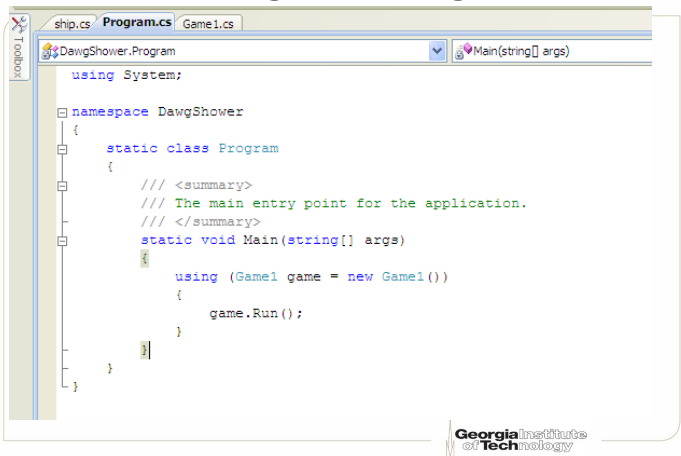 ship.cs Program.cs Game1.cs
Toolbox
DawgShower.Program Main(string[] args)
using System;
namespace DawgShower
{
static class Program
{
/// <summary>
/// The main entry point for the application.
/// </summary>
static void Main(string[] args)
{
using (Game1 game = new Game1())
{
game.Run();
}
}
}
}
Georgia Institute
of Technology